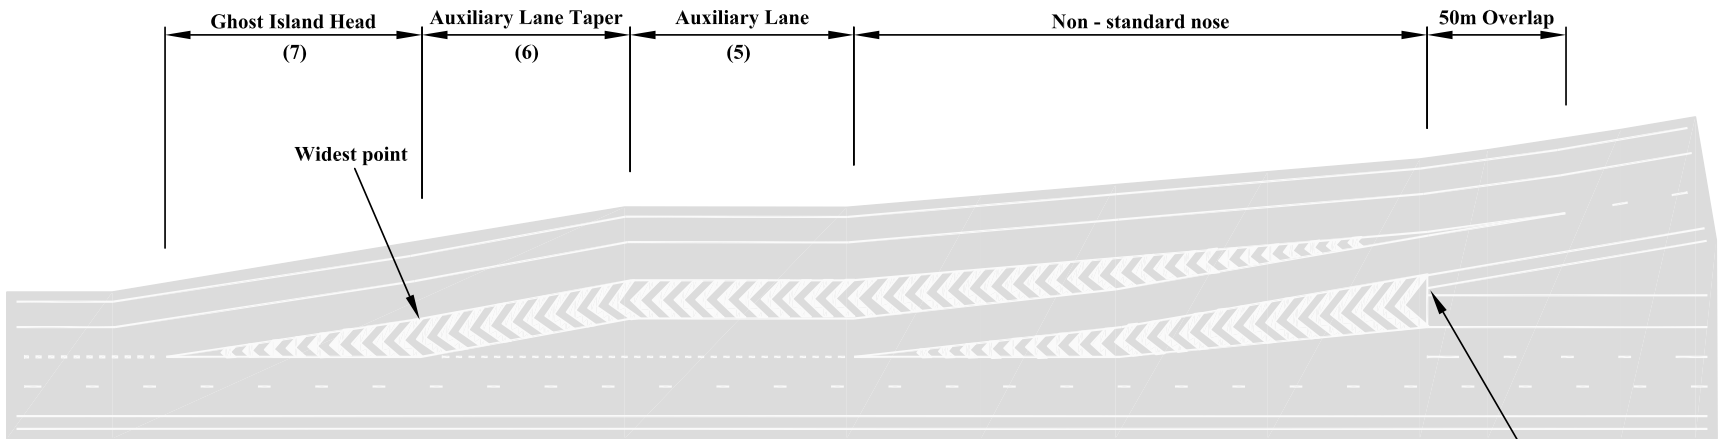 Ghost Island Head
(7)
Auxiliary Lane Taper
(6)
Auxiliary Lane
(5)
Non - standard nose
50m Overlap
Widest point